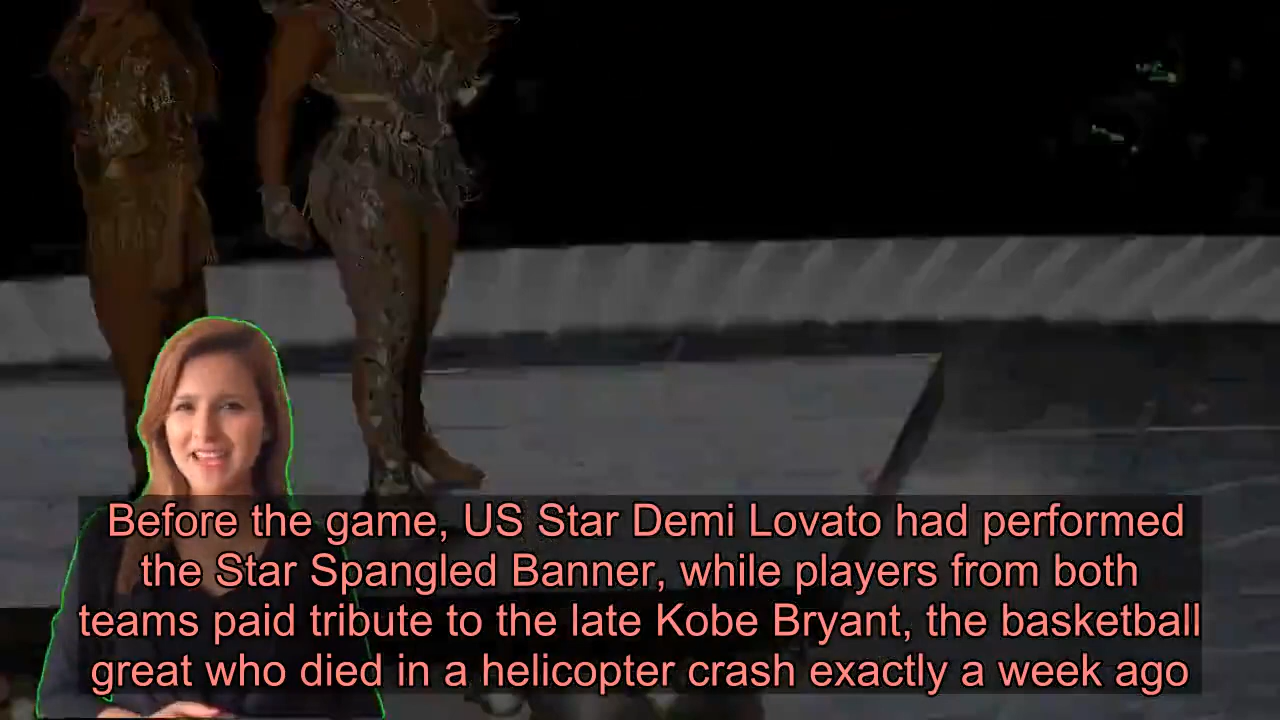 Before the game, US Star Demi Lovato had performed
the Star Spangled Banner, while players from both
teams paid tribute to the late Kobe Bryant, the basketball
great who died in a helicopter crash exactly a week ago